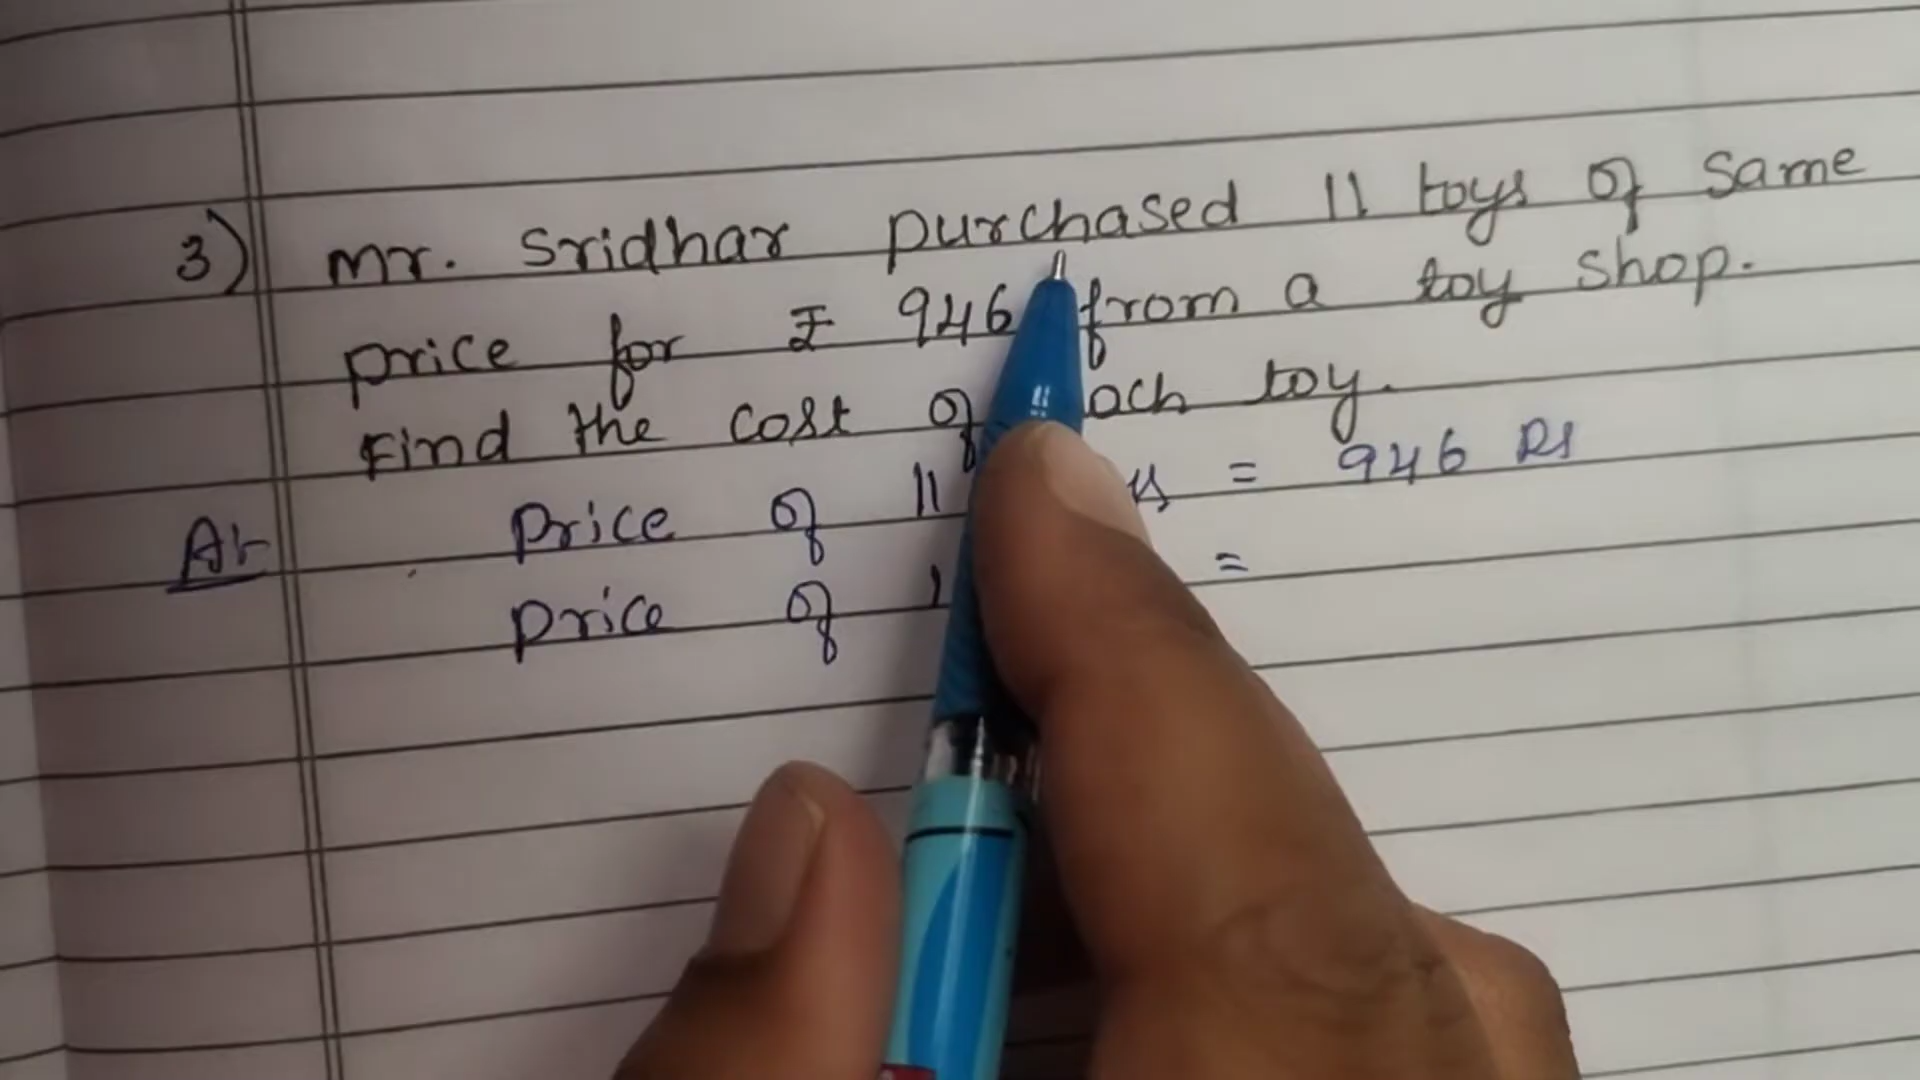 3) Mr. Sridhar purchased 11 toys of same
price for ₹ 946 from a toy shop.
Find the cost of toy.
Price of 11 = 946 Rs
Price of =